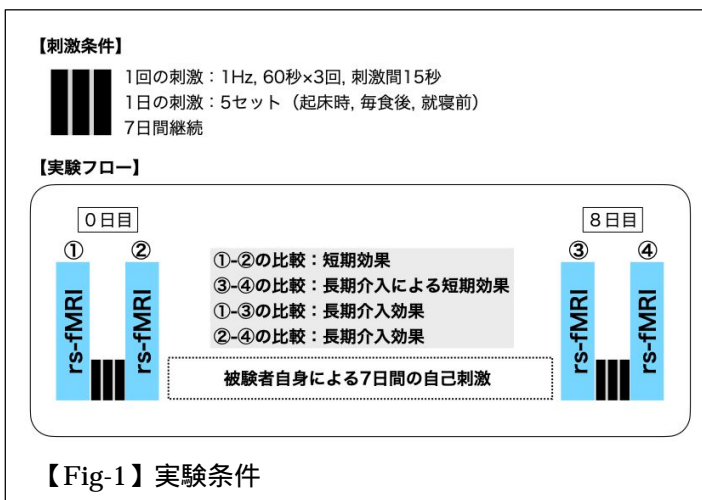 【刺激条件】
1回の刺激：1Hz, 60秒×3回, 刺激間15秒
1日の刺激：5セット（起床時, 毎食後, 就寝前）
7日間継続
【実験フロー】
0日目
8日目
① ② ③ ④
rs-fMRI
rs-fMRI
①-②の比較：短期効果
③-④の比較：長期介入による短期効果
①-③の比較：長期介入効果
②-④の比較：長期介入効果
被験者自身による7日間の自己刺激
rs-fMRI
rs-fMRI
【Fig-1】実験条件